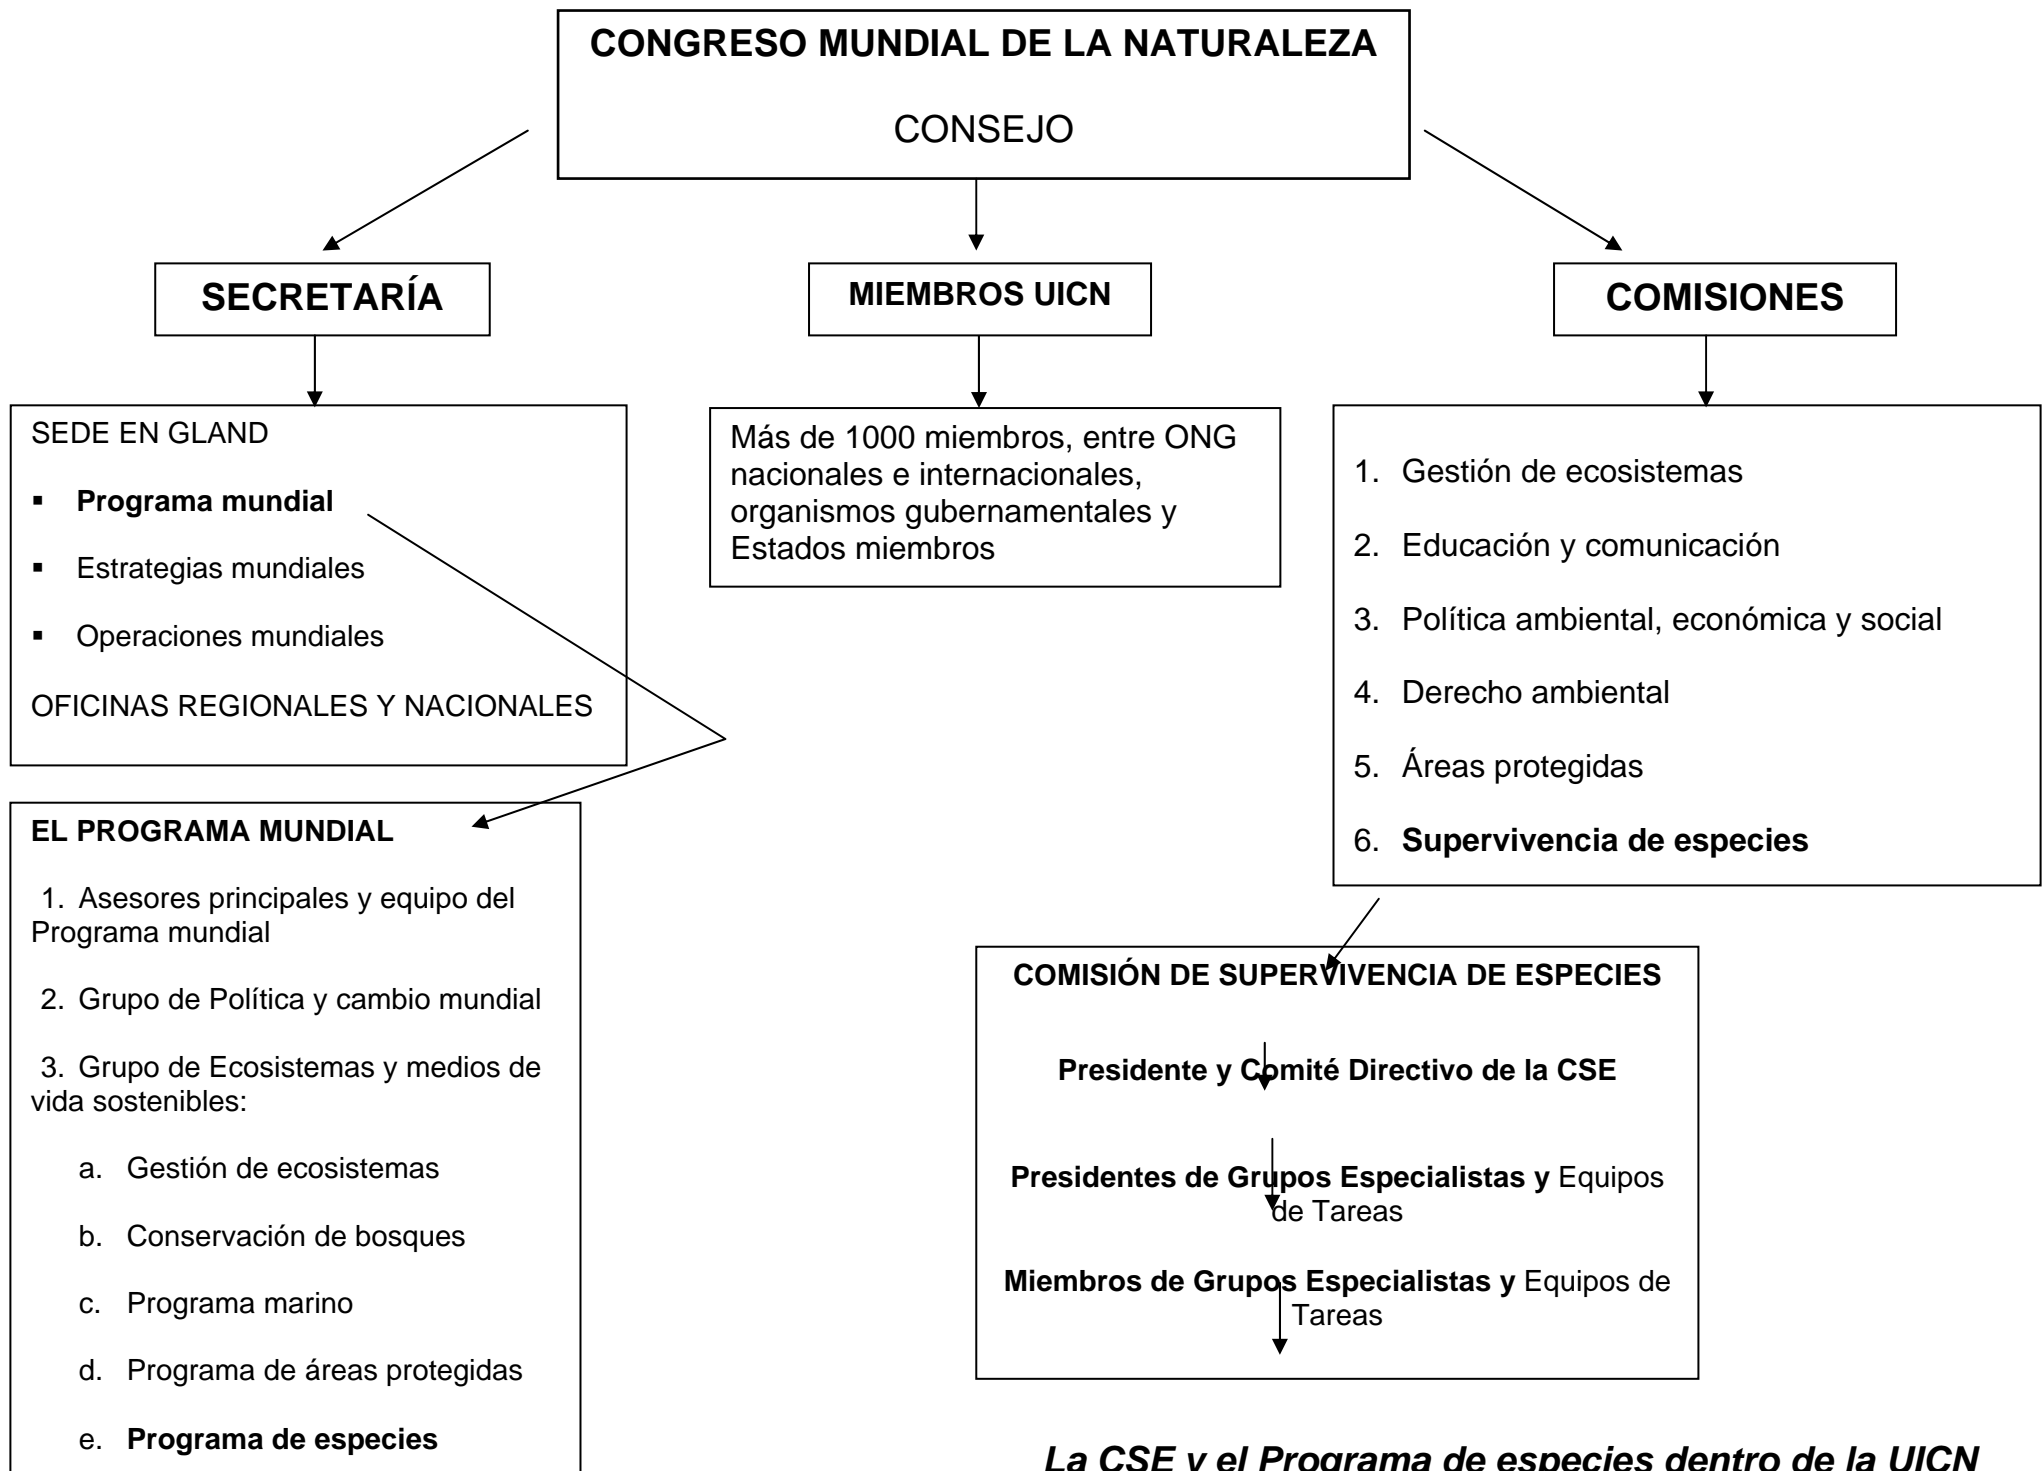 CONGRESO MUNDIAL DE LA NATURALEZA
CONSEJO
SECRETARÍA
MIEMBROS UICN
COMISIONES
SEDE EN GLAND
▪ Programa mundial
▪ Estrategias mundiales
▪ Operaciones mundiales
OFICINAS REGIONALES Y NACIONALES
Más de 1000 miembros, entre ONG
nacionales e internacionales,
organismos gubernamentales y
Estados miembros
1. Gestión de ecosistemas
2. Educación y comunicación
3. Política ambiental, económica y social
4. Derecho ambiental
5. Áreas protegidas
6. Supervivencia de especies
EL PROGRAMA MUNDIAL
1. Asesores principales y equipo del
Programa mundial
2. Grupo de Política y cambio mundial
3. Grupo de Ecosistemas y medios de
vida sostenibles:
a. Gestión de ecosistemas
b. Conservación de bosques
c. Programa marino
d. Programa de áreas protegidas
e. Programa de especies
COMISIÓN DE SUPERVIVENCIA DE ESPECIES
Presidente y Comité Directivo de la CSE
Presidentes de Grupos Especialistas y Equipos
de Tareas
Miembros de Grupos Especialistas y Equipos de
Tareas
La CSE y el Programa de especies dentro de la UICN